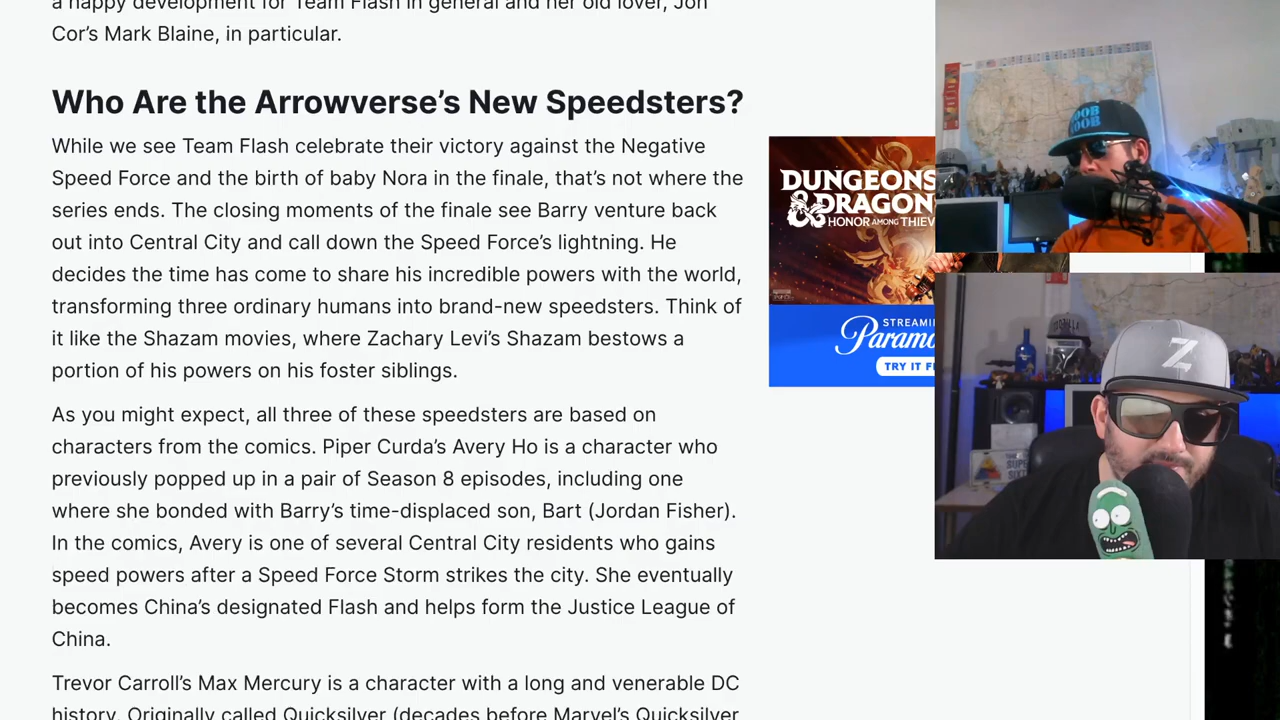 a happy development for Team Flash in general and her old lover, Jon
Cor's Mark Blaine, in particular.
Who Are the Arrowverse's New Speedsters?
While we see Team Flash celebrate their victory against the Negative
Speed Force and the birth of baby Nora in the finale, that's not where the
series ends. The closing moments of the finale see Barry venture back
out into Central City and call down the Speed Force's lightning. He
decides the time has come to share his incredible powers with the world,
transforming three ordinary humans into brand-new speedsters. Think of
it like the Shazam movies, where Zachary Levi's Shazam bestows a
portion of his powers on his foster siblings.
As you might expect, all three of these speedsters are based on
characters from the comics. Piper Curda's Avery Ho is a character who
previously popped up in a pair of Season 8 episodes, including one
where she bonded with Barry's time-displaced son, Bart (Jordan Fisher).
In the comics, Avery is one of several Central City residents who gains
speed powers after a Speed Force Storm strikes the city. She eventually
becomes China's designated Flash and helps form the Justice League of
China.
Trevor Carroll's Max Mercury is a character with a long and venerable DC
history. Originally called Quicksilver (decades before Marvel's Quicksilver
DUNGEONS
& DRAGON
HONOR AMONG THIEV
STREAMI
Paramo
TRY IT F
Z